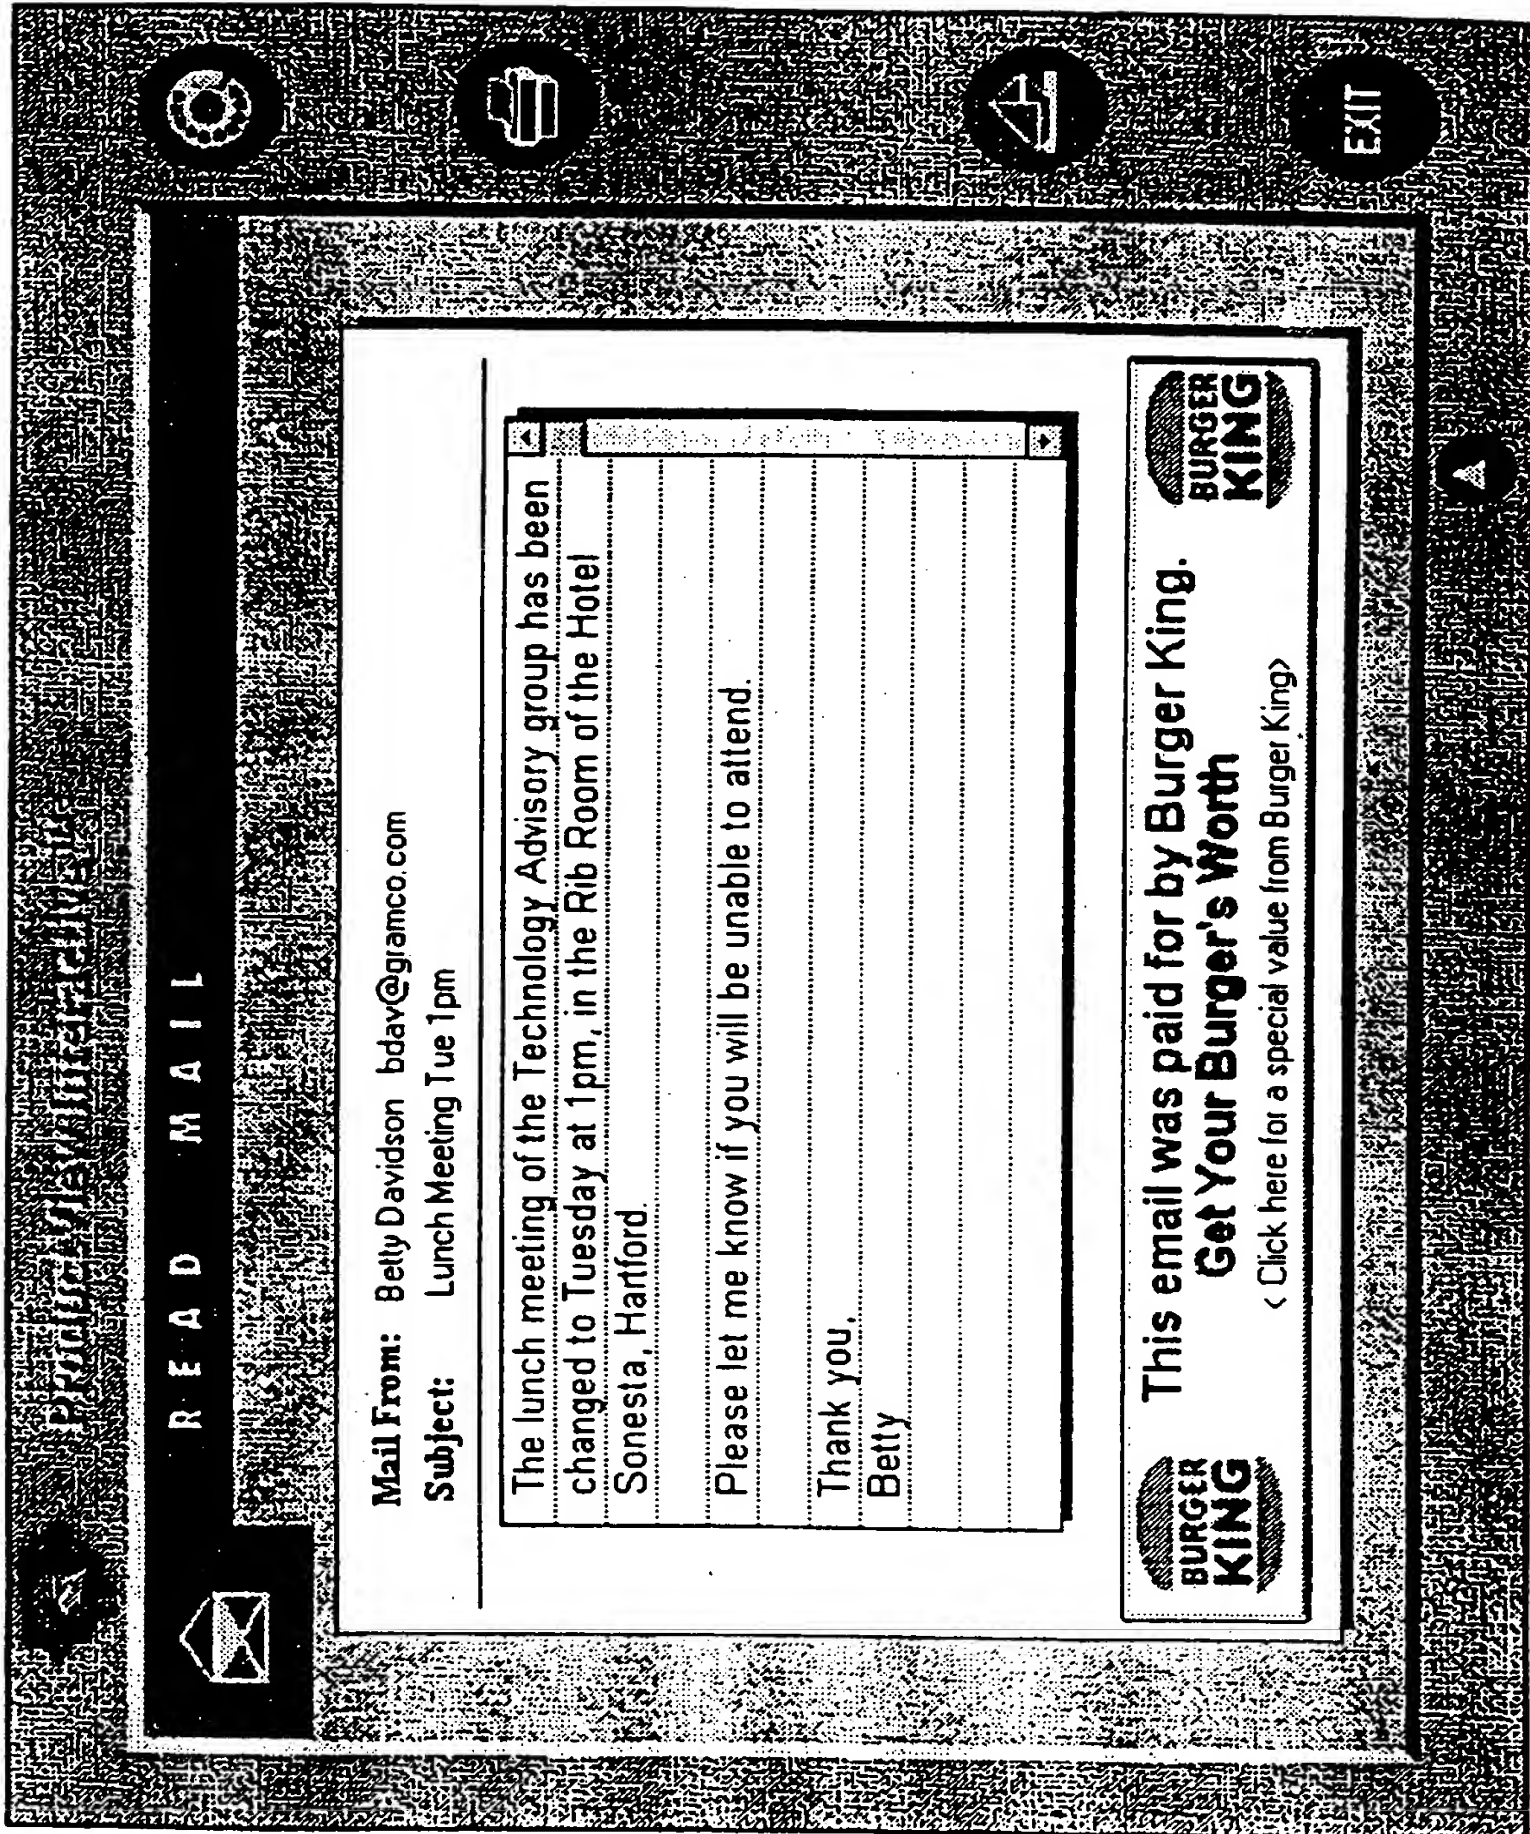 ProductViewInteractive
READ MAIL
Mail From: Betty Davidson bdav@gramco.com
Subject: Lunch Meeting Tue 1pm
The lunch meeting of the Technology Advisory group has been
changed to Tuesday at 1pm, in the Rib Room of the Hotel
Sonesta, Hartford.
Please let me know if you will be unable to attend.
Thank you,
Betty
BURGER
KING
This email was paid for by Burger King.
Get Your Burger's Worth
< Click here for a special value from Burger King>
BURGER
KING
EXIT